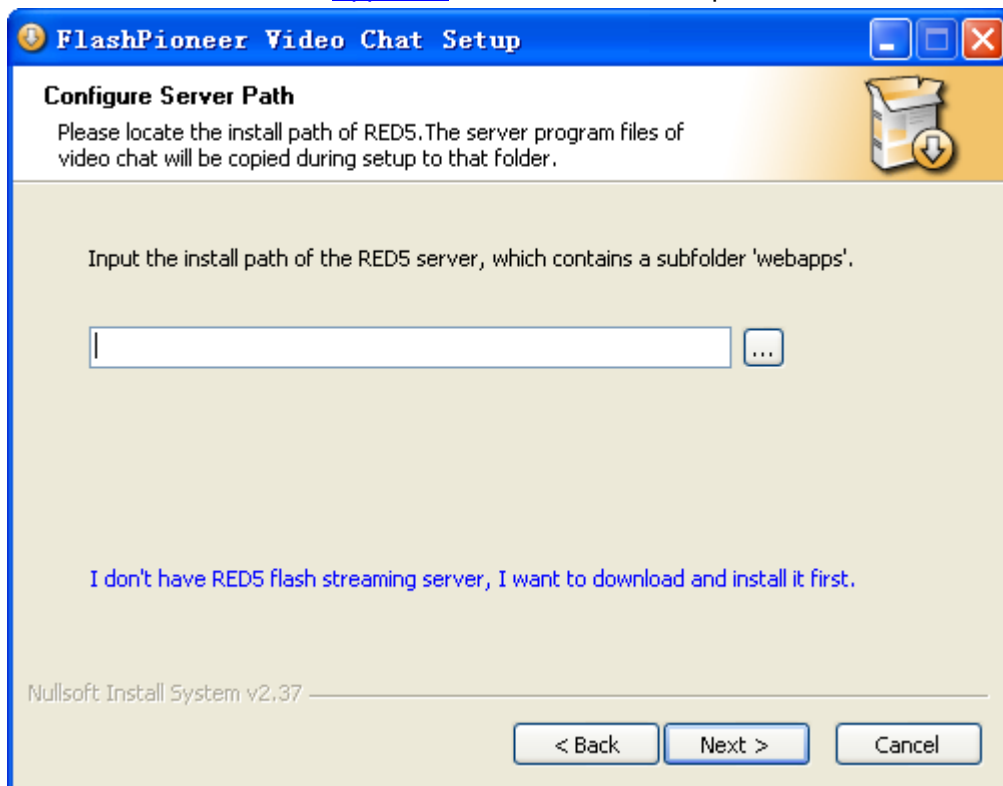 FlashPioneer Video Chat Setup
Configure Server Path
Please locate the install path of RED5.The server program files of
video chat will be copied during setup to that folder.
Input the install path of the RED5 server, which contains a subfolder 'webapps'.
...
I don't have RED5 flash streaming server, I want to download and install it first.
Nullsoft Install System v2.37
< Back Next > Cancel